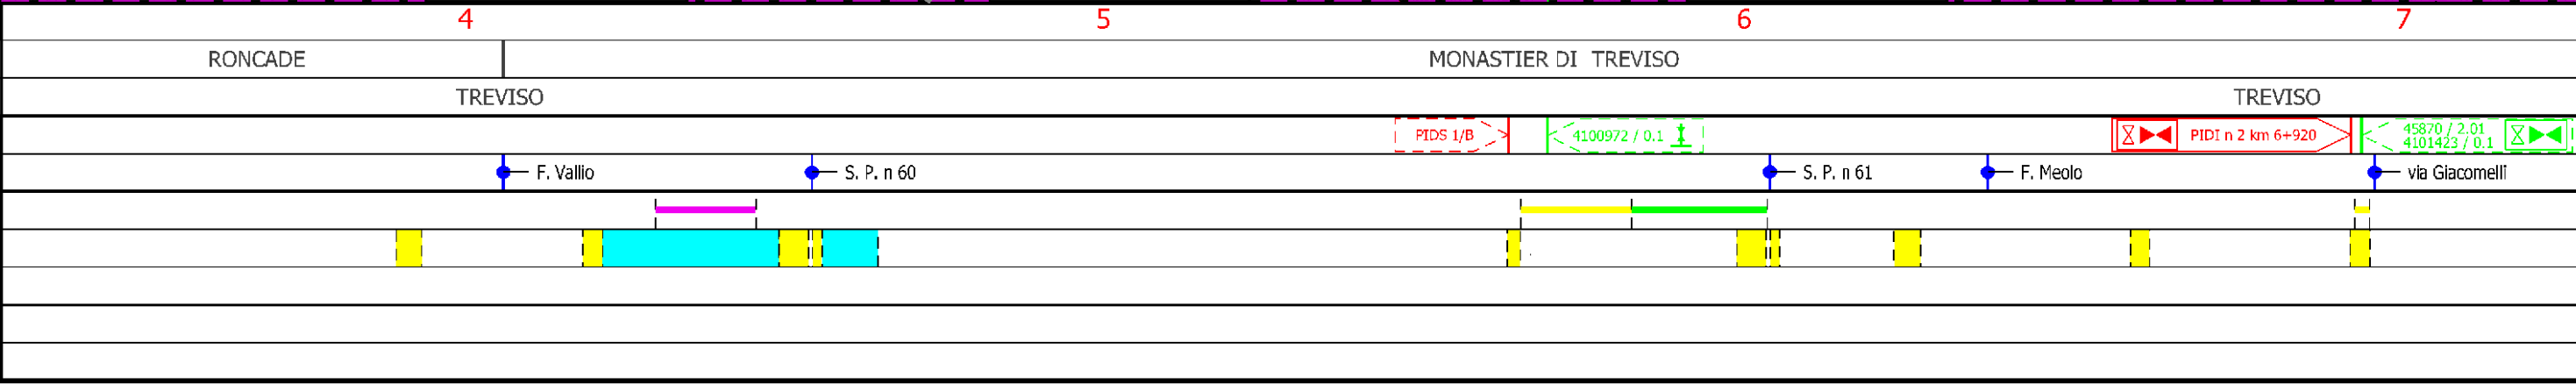 4 5 6 7
RONCADE MONASTIER DI TREVISO
TREVISO TREVISO
PIDS 1/B 4100972 / 0.1 PIDI n 2 km 6+920 45870 / 2.01
4101423 / 0.1
F. Vallio S. P. n 60 S. P. n 61 F. Meolo via Giacomelli